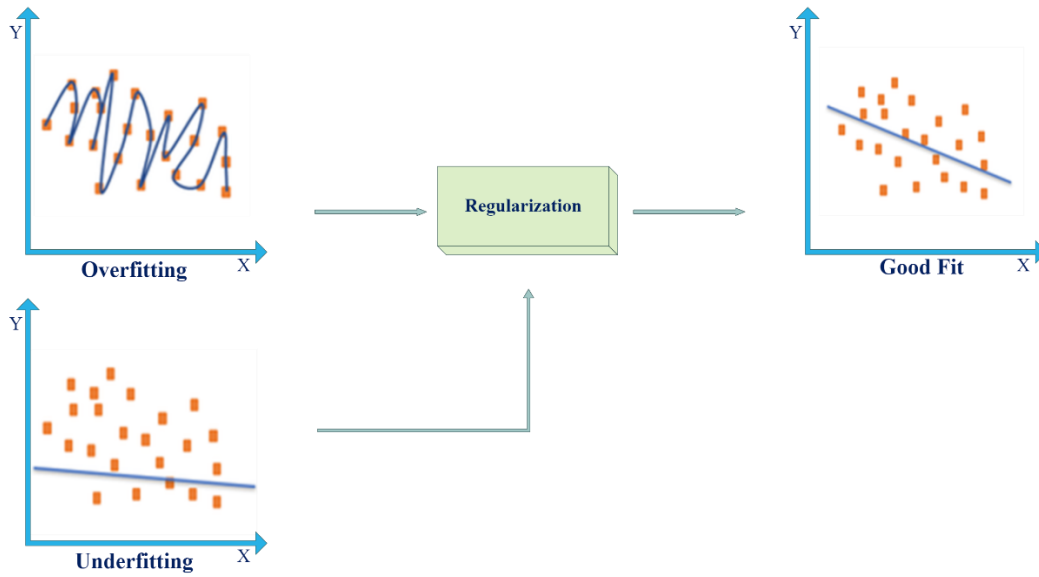 Y
X
Overfitting
Regularization
Y
X
Good Fit
Y
X
Underfitting